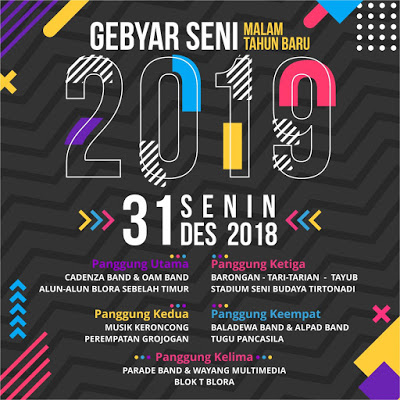 GEBYAR SENI MALAM TAHUN BARU
2019
31 SENIN DES 2018
Panggung Utama
CADENZA BAND & OAM BAND
ALUN-ALUN BLORA SEBELAH TIMUR
Panggung Ketiga
BARONGAN - TARI-TARIAN - TAYUB
STADIUM SENI BUDAYA TIRTONADI
Panggung Kedua
MUSIK KERONCONG
PEREMPATAN GROJOGAN
Panggung Keempat
BALADEWA BAND & ALPAD BAND
TUGU PANCASILA
Panggung Kelima
PARADE BAND & WAYANG MULTIMEDIA
BLOK T BLORA